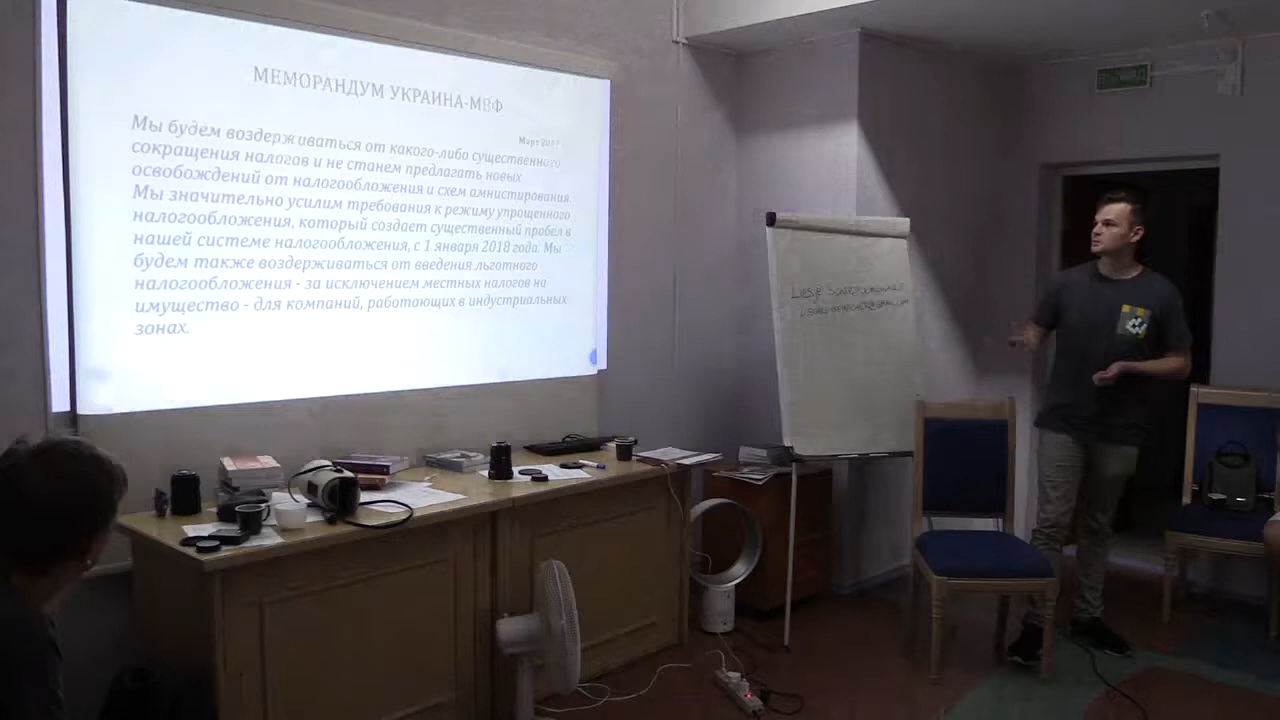 МЕМОРАНДУМ УКРАИНА-МВФ
Март 2017
Мы будем воздерживаться от какого-либо существенного
сокращения налогов и не станем предлагать новых
освобождений от налогообложения и схем амнистирования.
Мы значительно усилим требования к режиму упрощенного
налогообложения, который создает существенный пробел в
нашей системе налогообложения, с 1 января 2018 года. Мы
будем также воздерживаться от введения льготного
налогообложения - за исключением местных налогов на
имущество - для компаний, работающих в индустриальных
зонах.